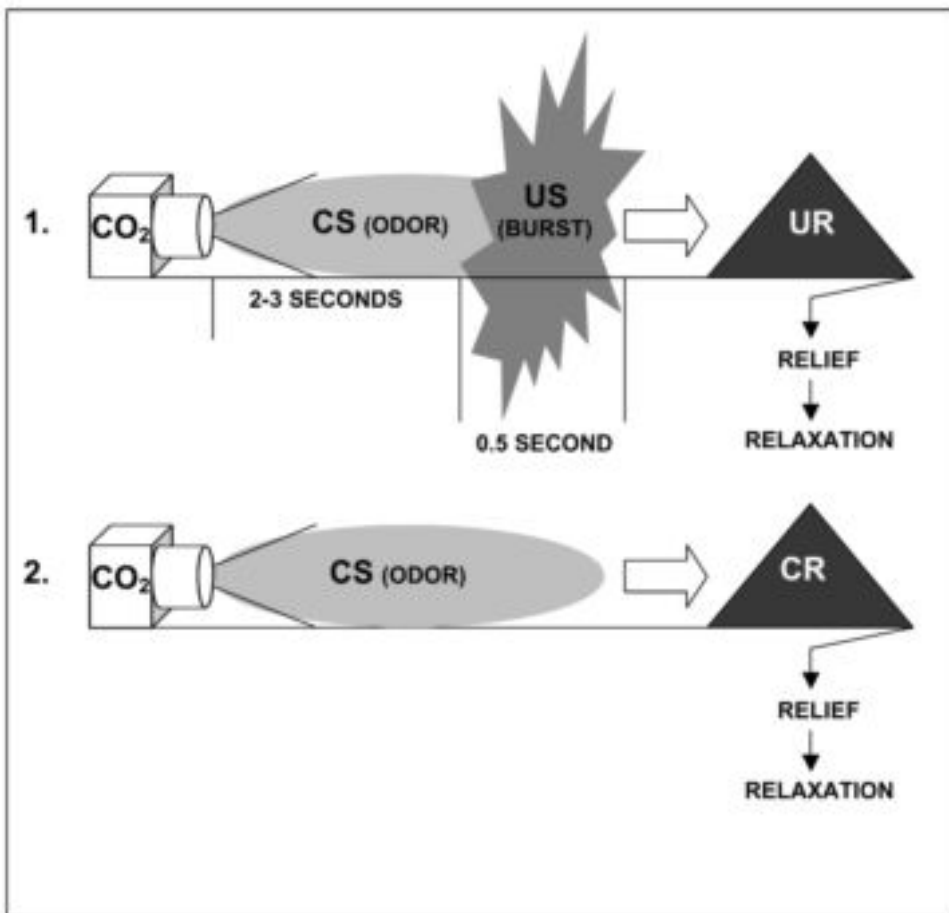 1.
CO₂
CS (ODOR)
US
(BURST)
UR
2-3 SECONDS
0.5 SECOND
RELIEF
RELAXATION
2.
CO₂
CS (ODOR)
CR
RELIEF
RELAXATION